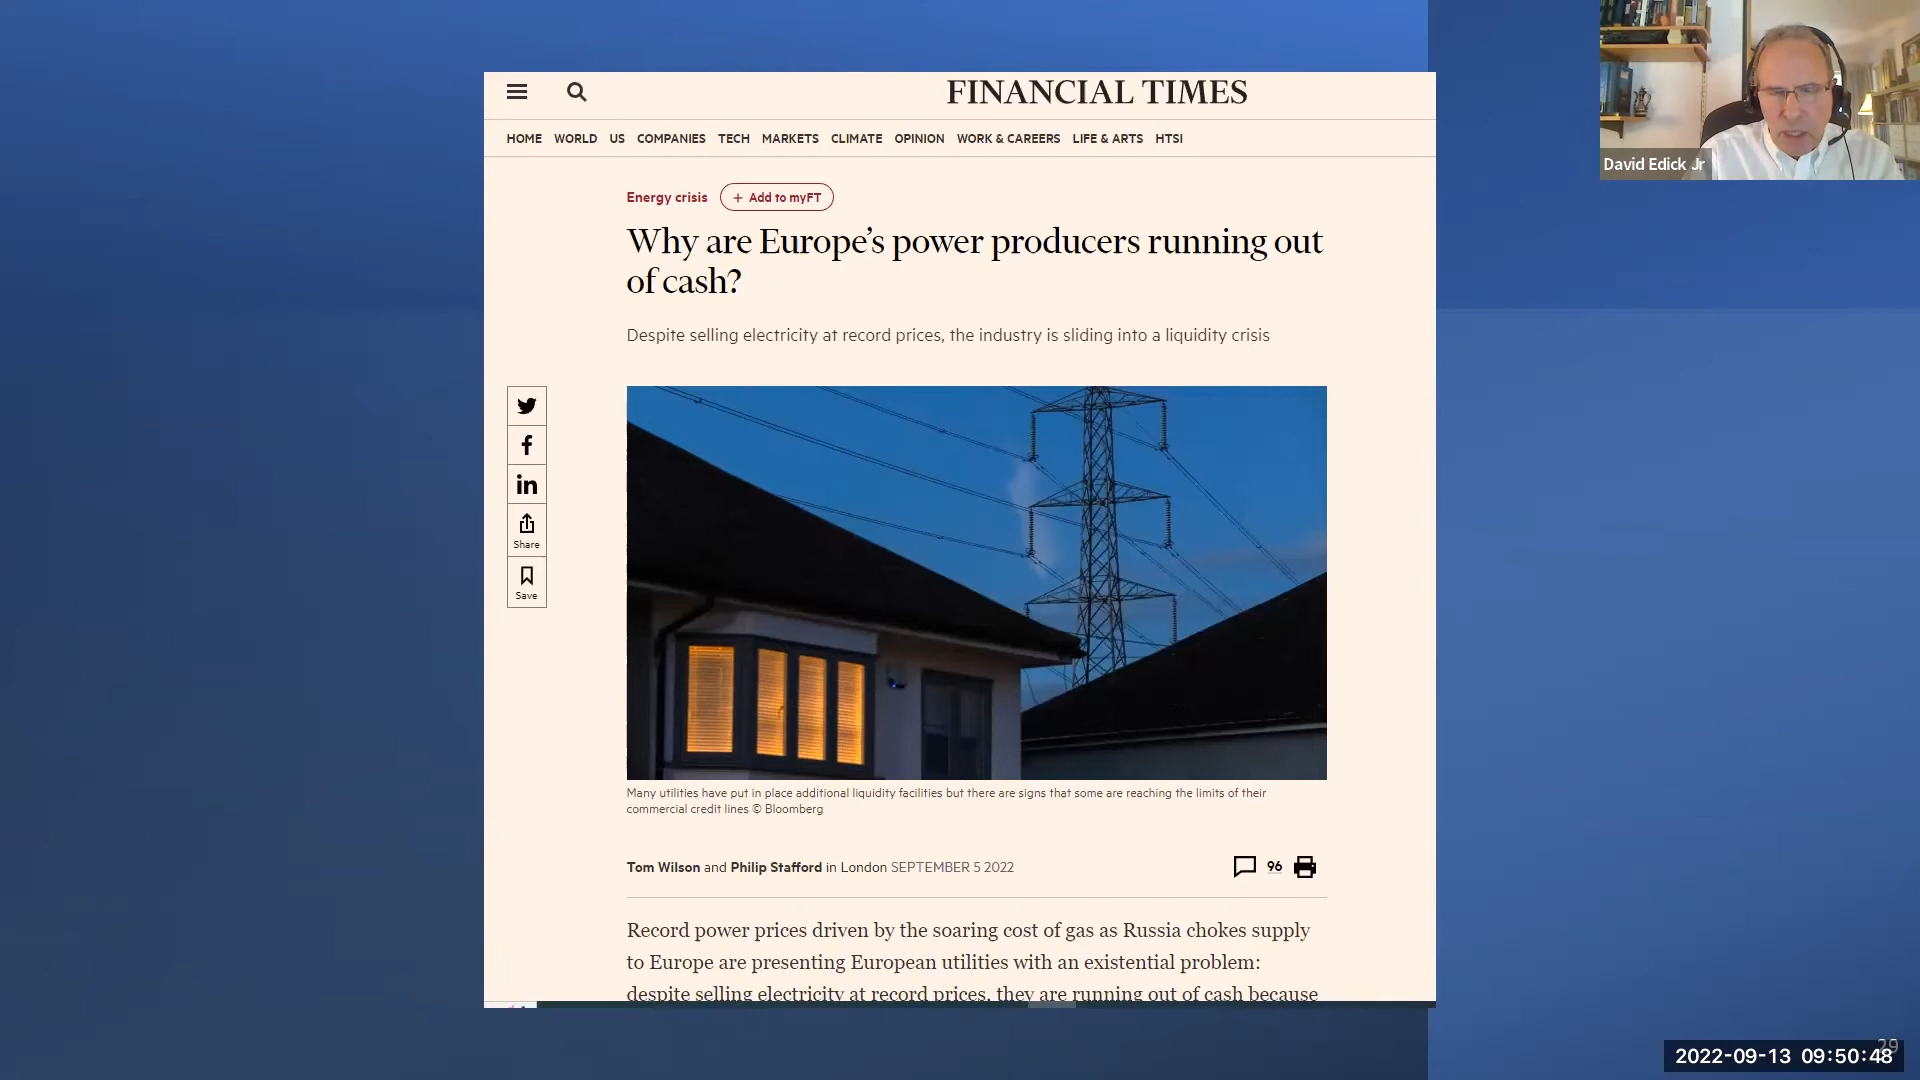 FINANCIAL TIMES
HOME WORLD US COMPANIES TECH MARKETS CLIMATE OPINION WORK & CAREERS LIFE & ARTS HTSI
Energy crisis + Add to myFT
Why are Europe's power producers running out
of cash?
Despite selling electricity at record prices, the industry is sliding into a liquidity crisis
Share
Save
Many utilities have put in place additional liquidity facilities but there are signs that some are reaching the limits of their
commercial credit lines © Bloomberg
Tom Wilson and Philip Stafford in London SEPTEMBER 5 2022
96
Record power prices driven by the soaring cost of gas as Russia chokes supply
to Europe are presenting European utilities with an existential problem:
despite selling electricity at record prices, they are running out of cash because
David Edick Jr
29
2022-09-13 09:50:48